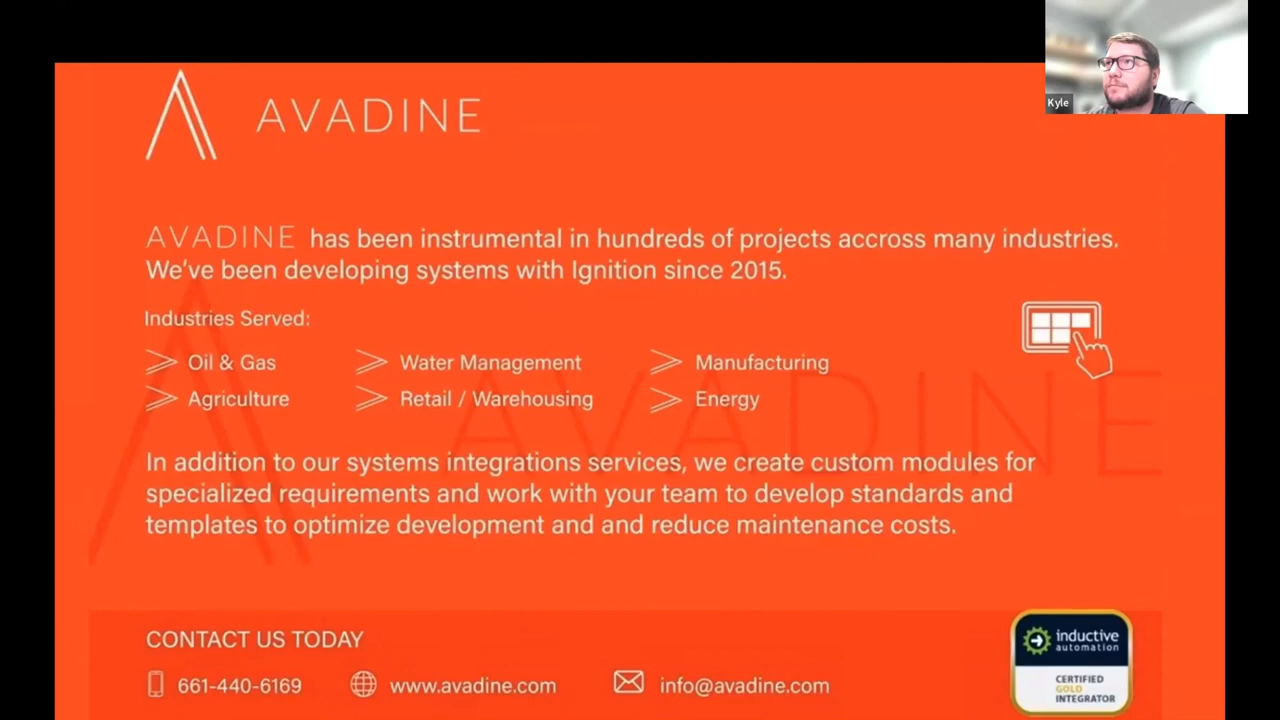 Kyle
AVADINE
AVADINE has been instrumental in hundreds of projects accross many industries.
We've been developing systems with Ignition since 2015.
Industries Served:
Oil & Gas
Water Management
Manufacturing
Agriculture
Retail / Warehousing
Energy
AVADINE
In addition to our systems integrations services, we create custom modules for
specialized requirements and work with your team to develop standards and
templates to optimize development and and reduce maintenance costs.
CONTACT US TODAY
661-440-6169
www.avadine.com
info@avadine.com
inductive
automation
CERTIFIED
GOLD
INTEGRATOR